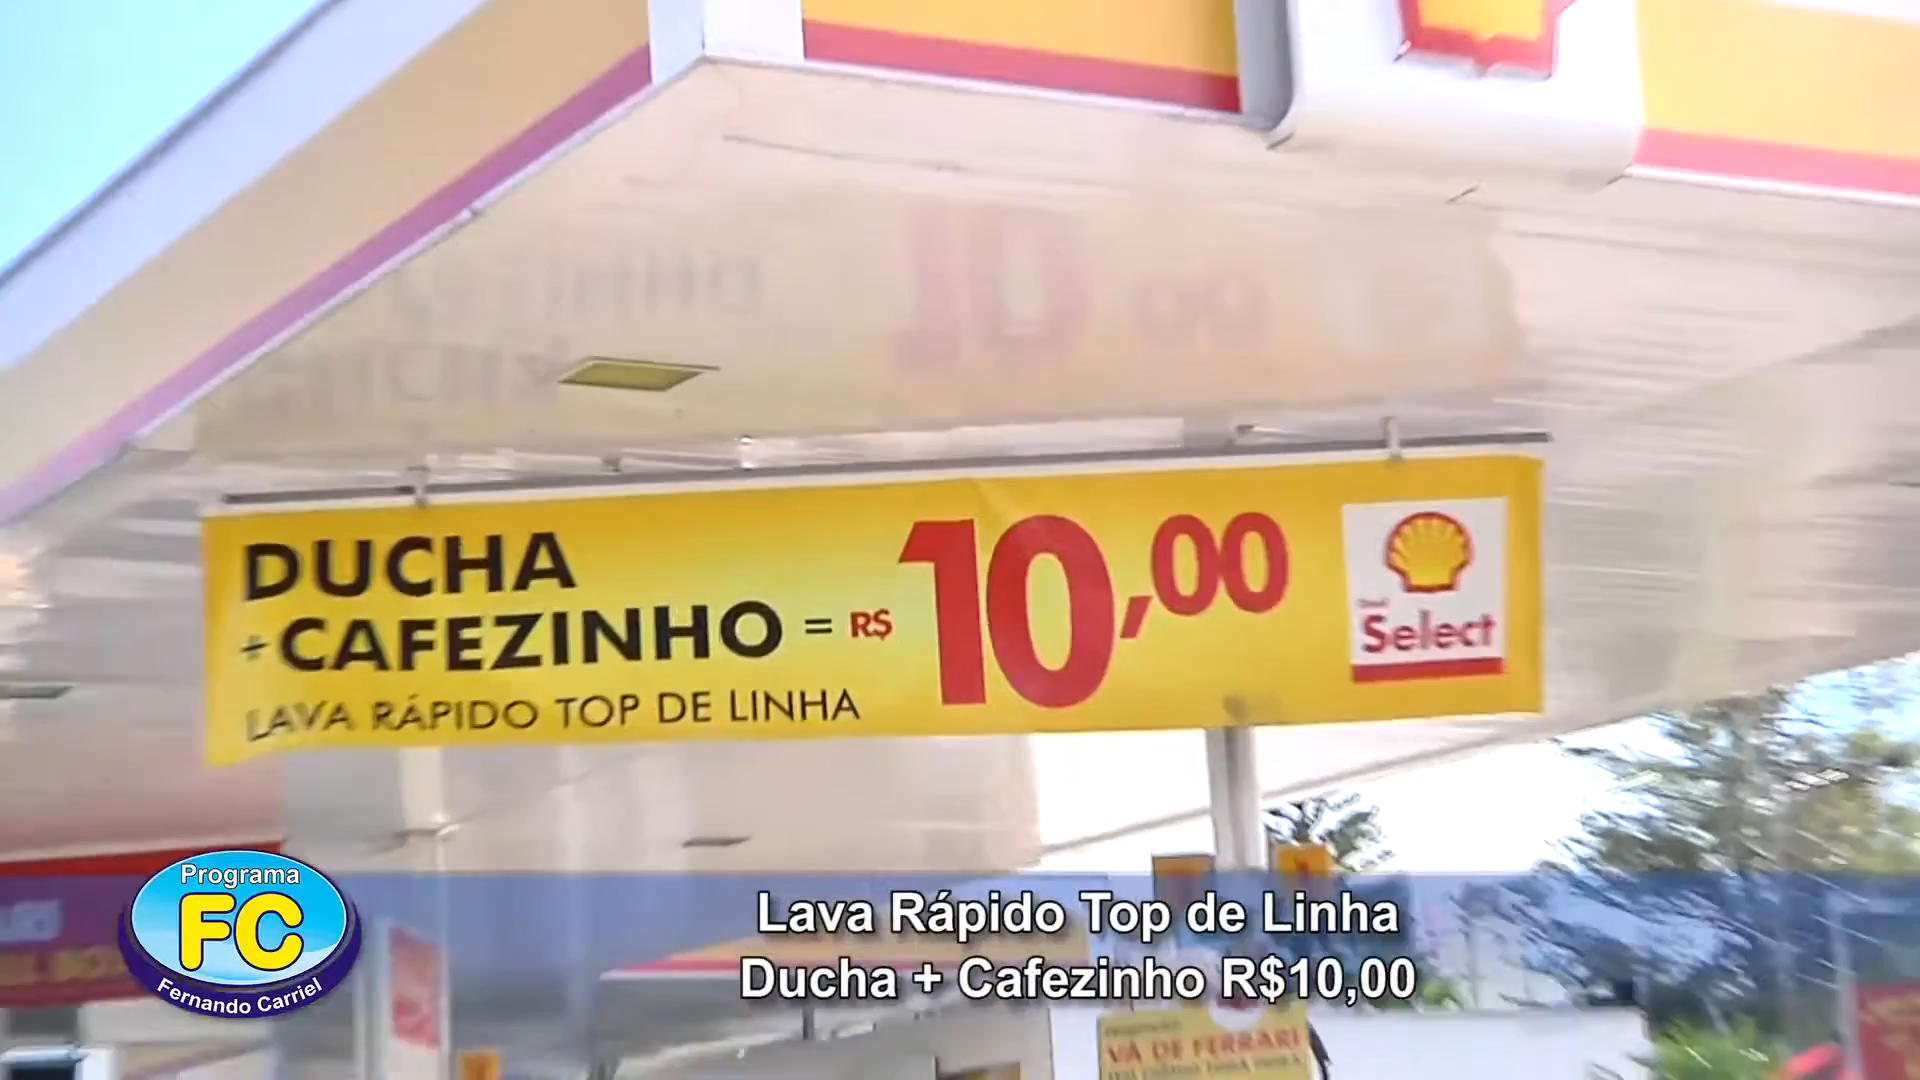 DUCHA
+CAFEZINHO = R$ 10,00
LAVA RÁPIDO TOP DE LINHA
Select
Programa
FC
Fernando Carriel
Lava Rápido Top de Linha
Ducha + Cafezinho R$10,00
VÁ DE FERRARI